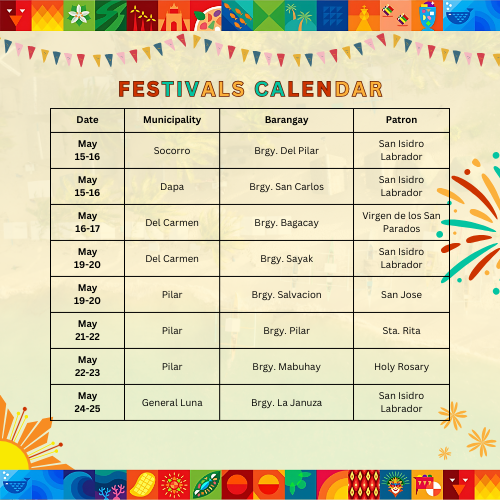 FESTIVALS CALENDAR
Date Municipality Barangay Patron
May
15-16
Socorro
Brgy. Del Pilar
San Isidro
Labrador
May
15-16
Dapa
Brgy. San Carlos
San Isidro
Labrador
May
16-17
Del Carmen
Brgy. Bagacay
Virgen de los San
Parados
May
19-20
Del Carmen
Brgy. Sayak
San Isidro
Labrador
May
19-20
Pilar
Brgy. Salvacion
San Jose
May
21-22
Pilar
Brgy. Pilar
Sta. Rita
May
22-23
Pilar
Brgy. Mabuhay
Holy Rosary
May
24-25
General Luna
Brgy. La Januza
San Isidro
Labrador